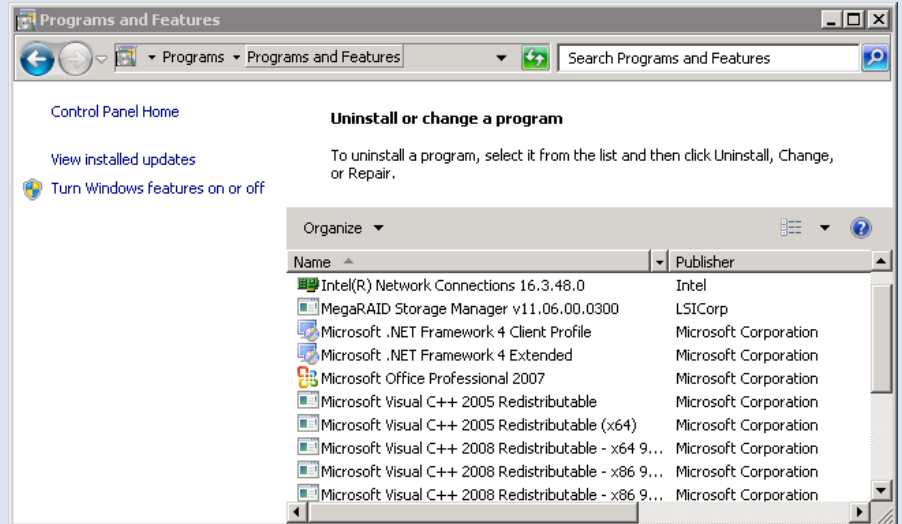 Programs and Features
Programs Programs and Features Search Programs and Features
Control Panel Home
View installed updates
Turn Windows features on or off
Uninstall or change a program
To uninstall a program, select it from the list and then click Uninstall, Change,
or Repair.
Organize
Name Publisher
Intel(R) Network Connections 16.3.48.0 Intel
MegaRAID Storage Manager v11.06.00.0300 LSICorp
Microsoft .NET Framework 4 Client Profile Microsoft Corporation
Microsoft .NET Framework 4 Extended Microsoft Corporation
Microsoft Office Professional 2007 Microsoft Corporation
Microsoft Visual C++ 2005 Redistributable Microsoft Corporation
Microsoft Visual C++ 2005 Redistributable (x64) Microsoft Corporation
Microsoft Visual C++ 2008 Redistributable - x64 9... Microsoft Corporation
Microsoft Visual C++ 2008 Redistributable - x86 9... Microsoft Corporation
Microsoft Visual C++ 2008 Redistributable - x86 9... Microsoft Corporation